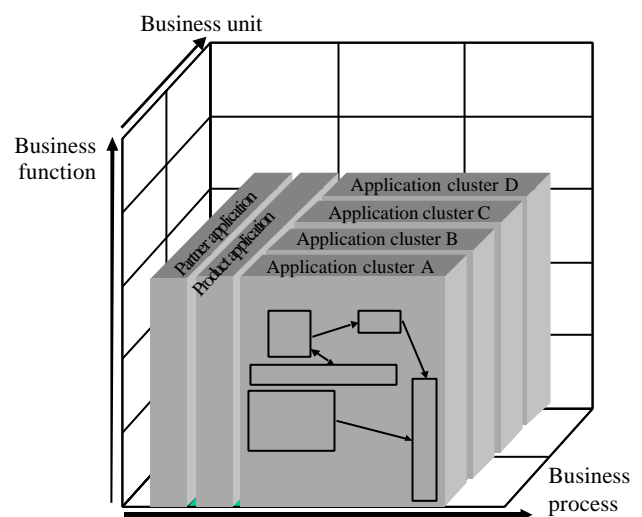 Business unit
Business
function
Partner application
Product application
Application cluster D
Application cluster C
Application cluster B
Application cluster A
Business
process